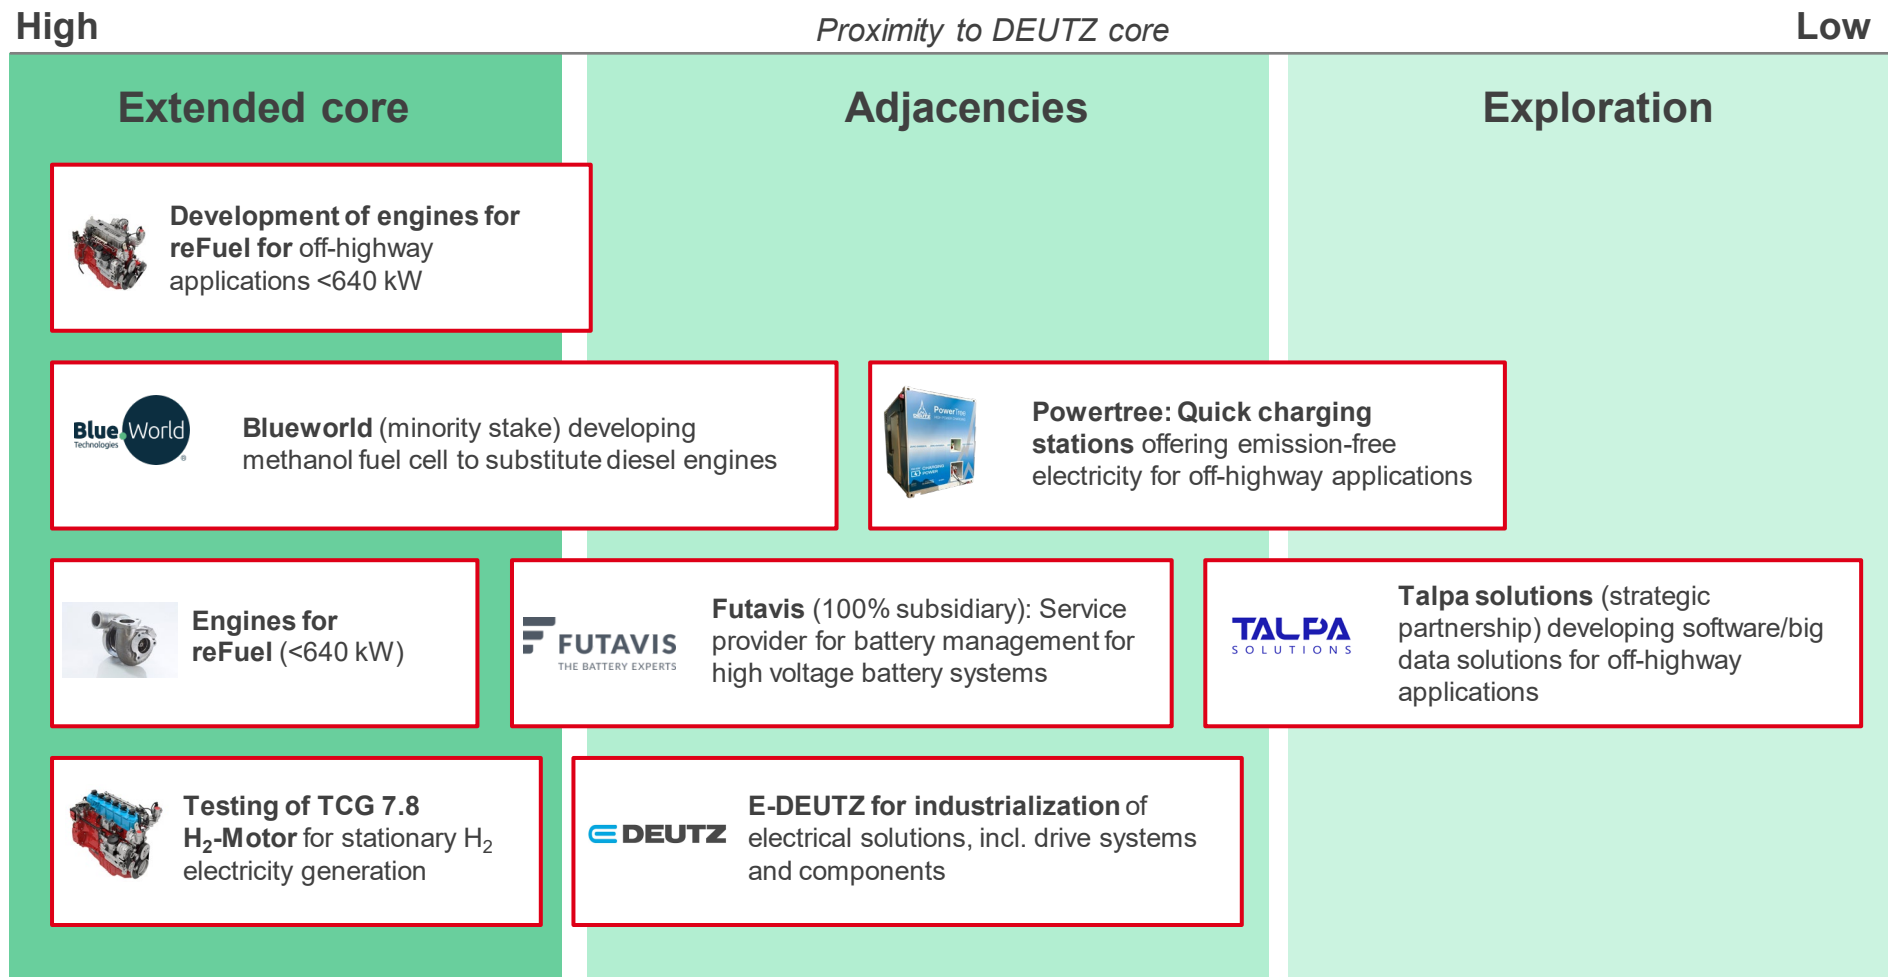 High
Proximity to DEUTZ core
Low
Extended core
Adjacencies
Exploration
Development of engines for
reFuel for off-highway
applications <640 kW
Blue World
Technologies
®
Blueworld (minority stake) developing
methanol fuel cell to substitute diesel engines
DEUTZ
PowerTree
CHARGING
POWER
Powertree: Quick charging
stations offering emission-free
electricity for off-highway applications
Engines for
reFuel (<640 kW)
FUTAVIS
THE BATTERY EXPERTS
Futavis (100% subsidiary): Service
provider for battery management for
high voltage battery systems
TALPA
SOLUTIONS
Talpa solutions (strategic
partnership) developing software/big
data solutions for off-highway
applications
Testing of TCG 7.8
H₂-Motor for stationary H₂
electricity generation
E DEUTZ
E-DEUTZ for industrialization of
electrical solutions, incl. drive systems
and components